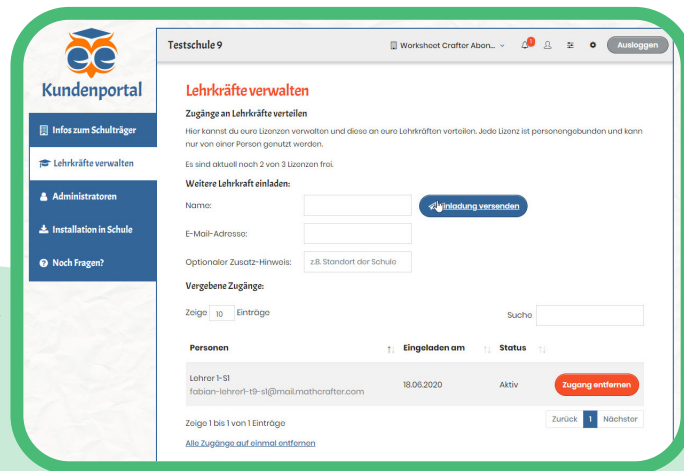 Kundenportal
Infos zum Schulträger
Lehrkräfte verwalten
Administratoren
Installation in Schule
Noch Fragen?
Testschule 9
Worksheet Crafter Abon...
1
Ausloggen
Lehrkräfte verwalten
Zugänge an Lehrkräfte verteilen
Hier kannst du eure Lizenzen verwalten und diese an eure Lehrkräften verteilen. Jede Lizenz ist personengebunden und kann
nur von einer Person genutzt werden.
Es sind aktuell noch 2 von 3 Lizenzen frei.
Weitere Lehrkraft einladen:
Name:
Einladung versenden
E-Mail-Adresse:
Optionaler Zusatz-Hinweis:
z.B. Standort der Schule
Vergebene Zugänge:
Zeige 10 Einträge
Suche
Personen
Eingeladen am
Status
Lehrer 1-S1
fabian-lehrer1-t9-s1@mail.mathcrafter.com
18.06.2020
Aktiv
Zugang entfernen
Zeige 1 bis 1 von 1 Einträge
Zurück 1 Nächster
Alle Zugänge auf einmal entfernen